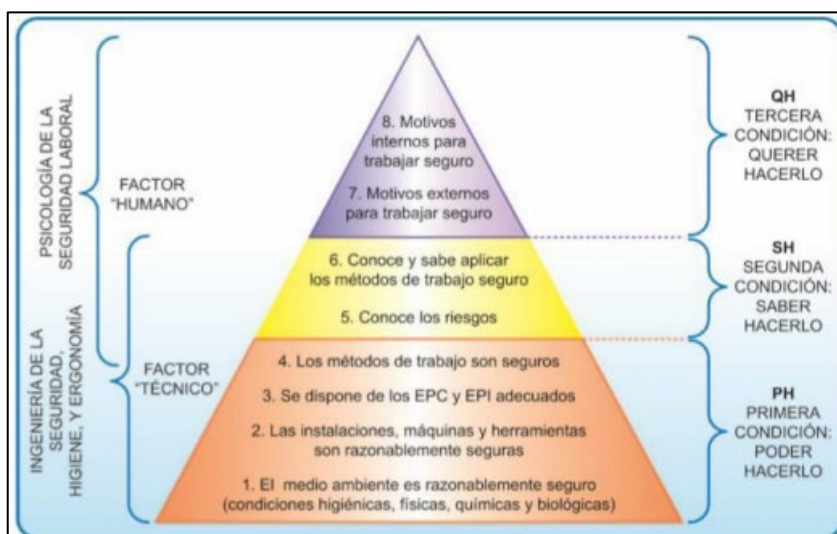 PSICOLOGÍA DE LA
SEGURIDAD LABORAL
INGENIERÍA DE LA
SEGURIDAD,
HIGIENE, Y ERGONOMÍA
FACTOR
"HUMANO"
FACTOR
"TÉCNICO"
8. Motivos
internos para
trabajar seguro
7. Motivos externos
para trabajar seguro
6. Conoce y sabe aplicar
los métodos de trabajo seguro
5. Conoce los riesgos
4. Los métodos de trabajo son seguros
3. Se dispone de los EPC y EPI adecuados
2. Las instalaciones, máquinas y herramientas
son razonablemente seguras
1. El medio ambiente es razonablemente seguro
(condiciones higiénicas, físicas, químicas y biológicas)
QH
TERCERA
CONDICIÓN:
QUERER
HACERLO
SH
SEGUNDA
CONDICIÓN:
SABER
HACERLO
PH
PRIMERA
CONDICIÓN:
PODER
HACERLO